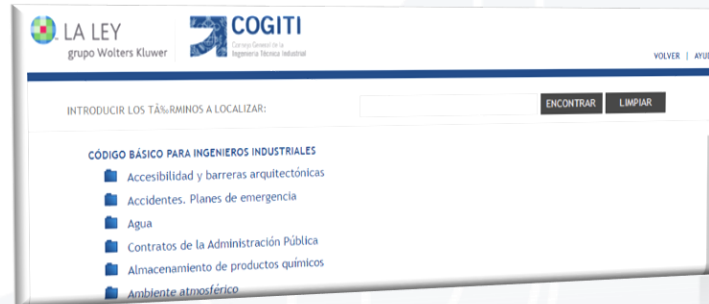 LA LEY
grupo Wolters Kluwer
COGITI
Consejo General de la
Ingeniería Técnica Industrial
VOLVER | AYU
INTRODUCIR LOS TÃ‰RMINOS A LOCALIZAR:
ENCONTRAR LIMPIAR
CÓDIGO BÁSICO PARA INGENIEROS INDUSTRIALES
Accesibilidad y barreras arquitectónicas
Accidentes. Planes de emergencia
Agua
Contratos de la Administración Pública
Almacenamiento de productos químicos
Ambiente atmosférico